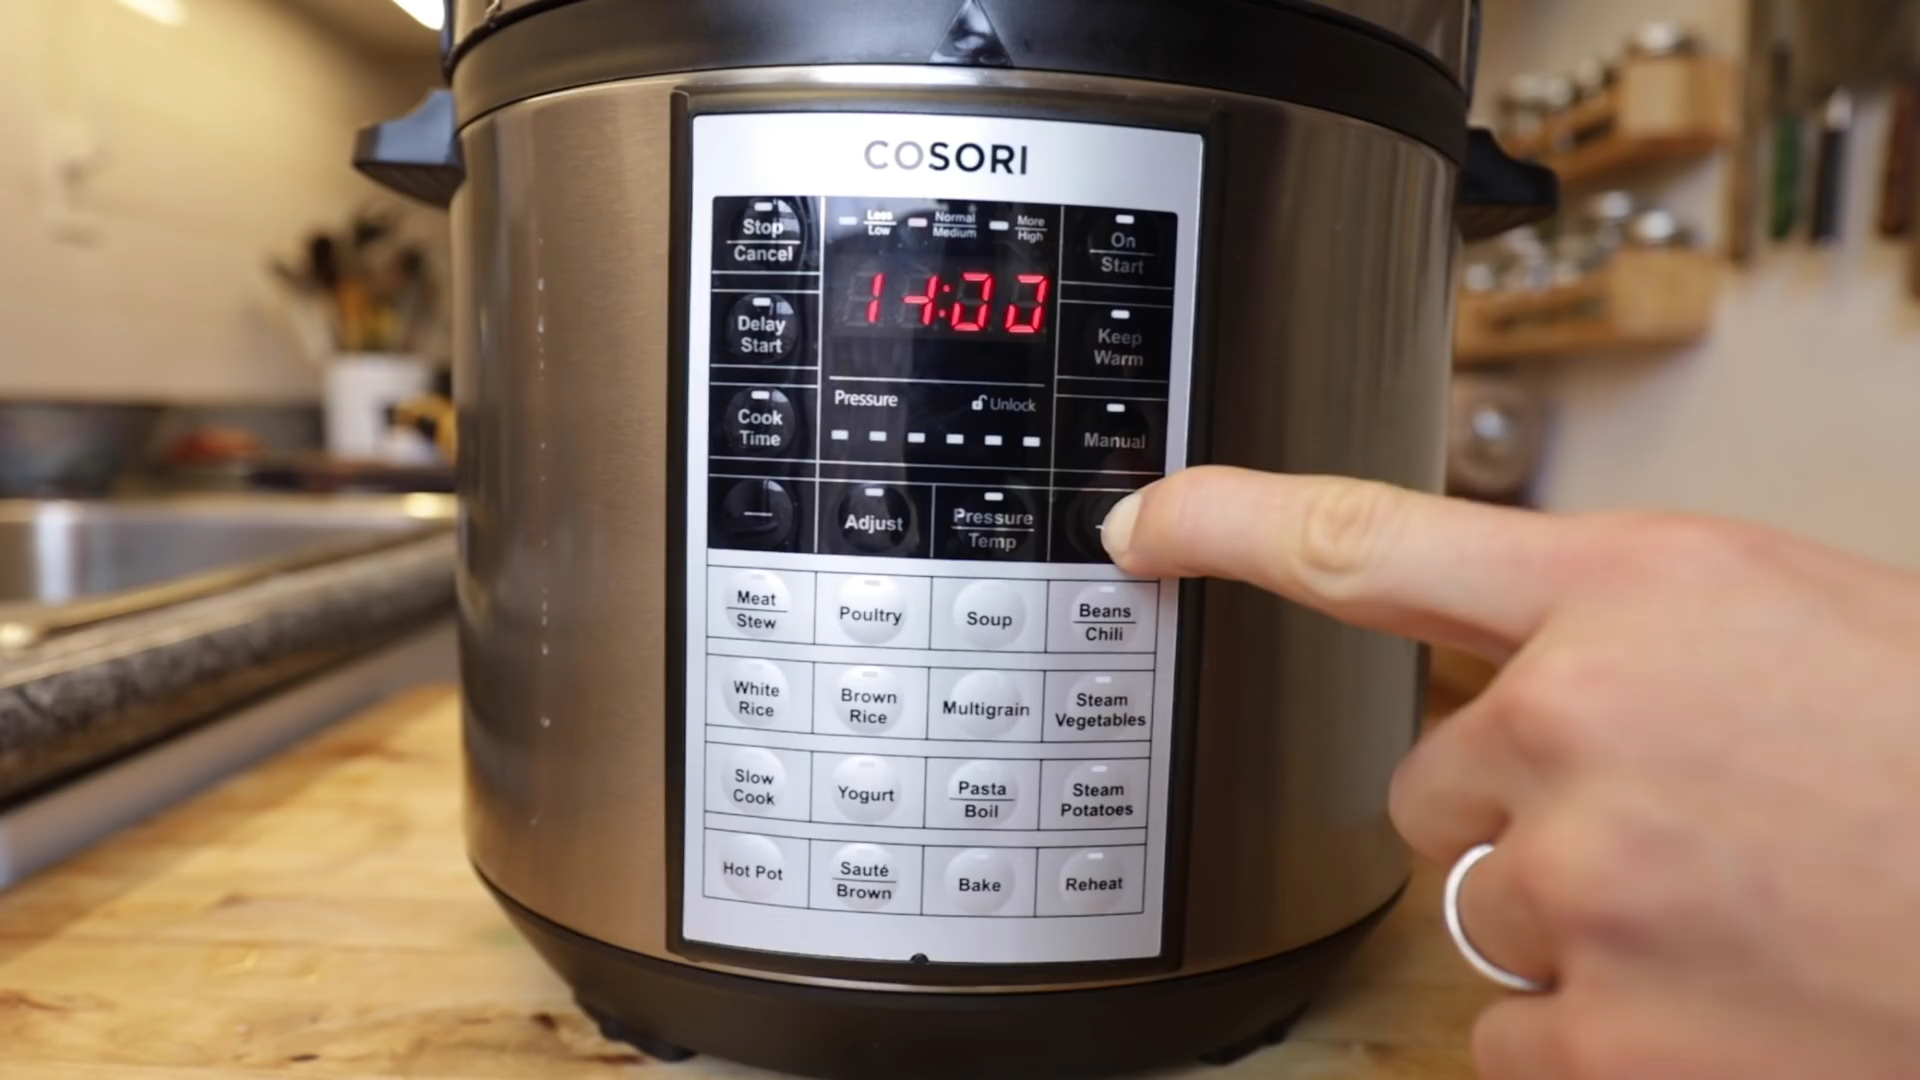 COSORI
Stop
Cancel
Less
Low
Normal
Medium
More
High
On
Start
14:00
Delay
Start
Keep
Warm
Cook
Time
Pressure
Unlock
Manual
—
Adjust
Pressure
Temp
Meat
Stew
Poultry
Soup
Beans
Chili
White
Rice
Brown
Rice
Multigrain
Steam
Vegetables
Slow
Cook
Yogurt
Pasta
Boil
Steam
Potatoes
Hot Pot
Sauté
Brown
Bake
Reheat